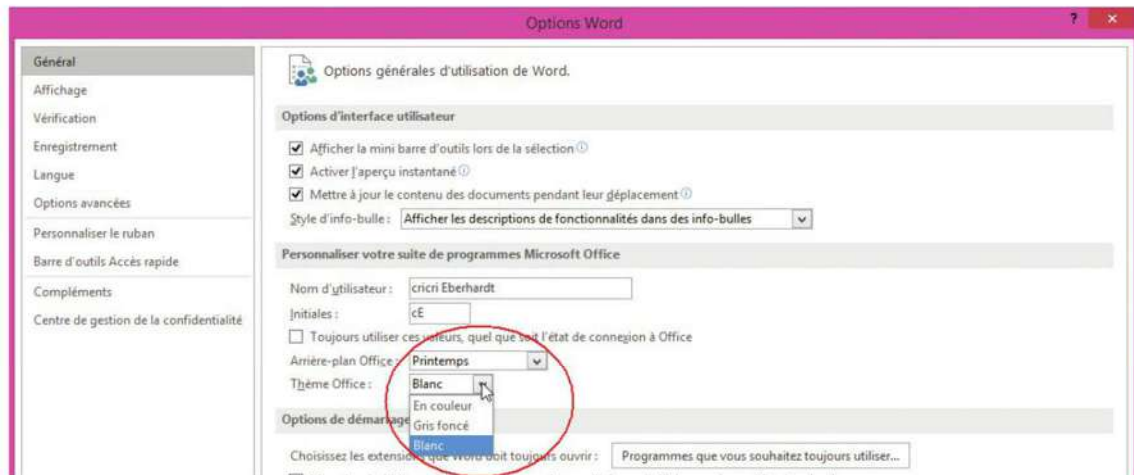 Options Word
?
Général
Affichage
Vérification
Enregistrement
Langue
Options avancées
Personnaliser le ruban
Barre d'outils Accès rapide
Compléments
Centre de gestion de la confidentialité
Options générales d'utilisation de Word.
Options d'interface utilisateur
Afficher la mini barre d'outils lors de la sélection
Activer l'aperçu instantané
Mettre à jour le contenu des documents pendant leur déplacement
Style d'info-bulle : Afficher les descriptions de fonctionnalités dans des info-bulles
Personnaliser votre suite de programmes Microsoft Office
Nom d'utilisateur : cricri Eberhardt
Initiales : cE
Toujours utiliser ces valeurs, quel que soit l'état de connexion à Office
Arrière-plan Office : Printemps
Thème Office : Blanc
En couleur
Gris foncé
Blanc
Options de démarrage
Choisissez les extensions que Word doit toujours ouvrir : Programmes que vous souhaitez toujours utiliser...